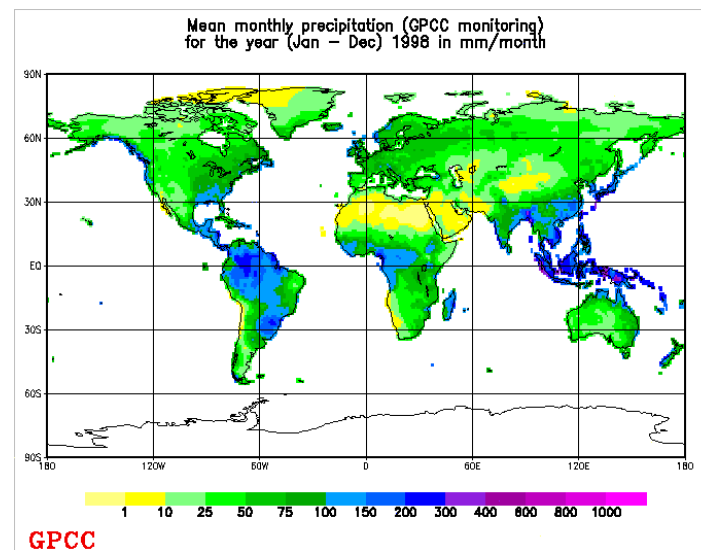 Mean monthly precipitation (GPCC monitoring)
for the year (Jan – Dec) 1998 in mm/month
90N
60N
30N
EQ
30S
60S
90S
180 120W 60W 0 60E 120E 180
1 10 25 50 75 100 150 200 300 400 600 800 1000
GPCC